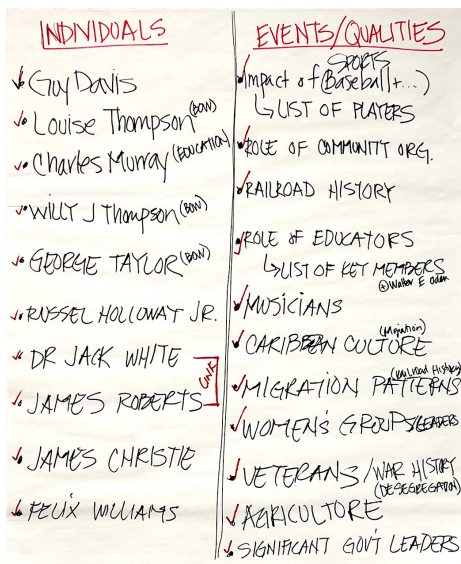 INDIVIDUALS
Guy Davis
Louise Thompson (BOW)
Charles Murray (EDUCATION)
WILLY J Thompson (BOW)
GEORGE TAYLOR (BOW)
RUSSEL HOLLOWAY JR.
DR JACK WHITE
LINK
JAMES ROBERTS
JAMES CHRISTIE
FELIX WILLIAMS
EVENTS/QUALITIES
SPORTS
Impact of (Baseball + ...)
↳ LIST OF PLAYERS
ROLE OF COMMUNITY ORG.
RAILROAD HISTORY
ROLE of EDUCATORS
↳ LIST OF KEY MEMBERS
Walter E
MUSICIANS
(Migration)
CARIBBEAN CULTURE
(Railroad History)
MIGRATION PATTERNS
WOMEN'S GROUPS/LEADERS
VETERANS/WAR HISTORY
(DESEGREGATION)
AGRICULTURE
SIGNIFICANT GOV'T LEADERS